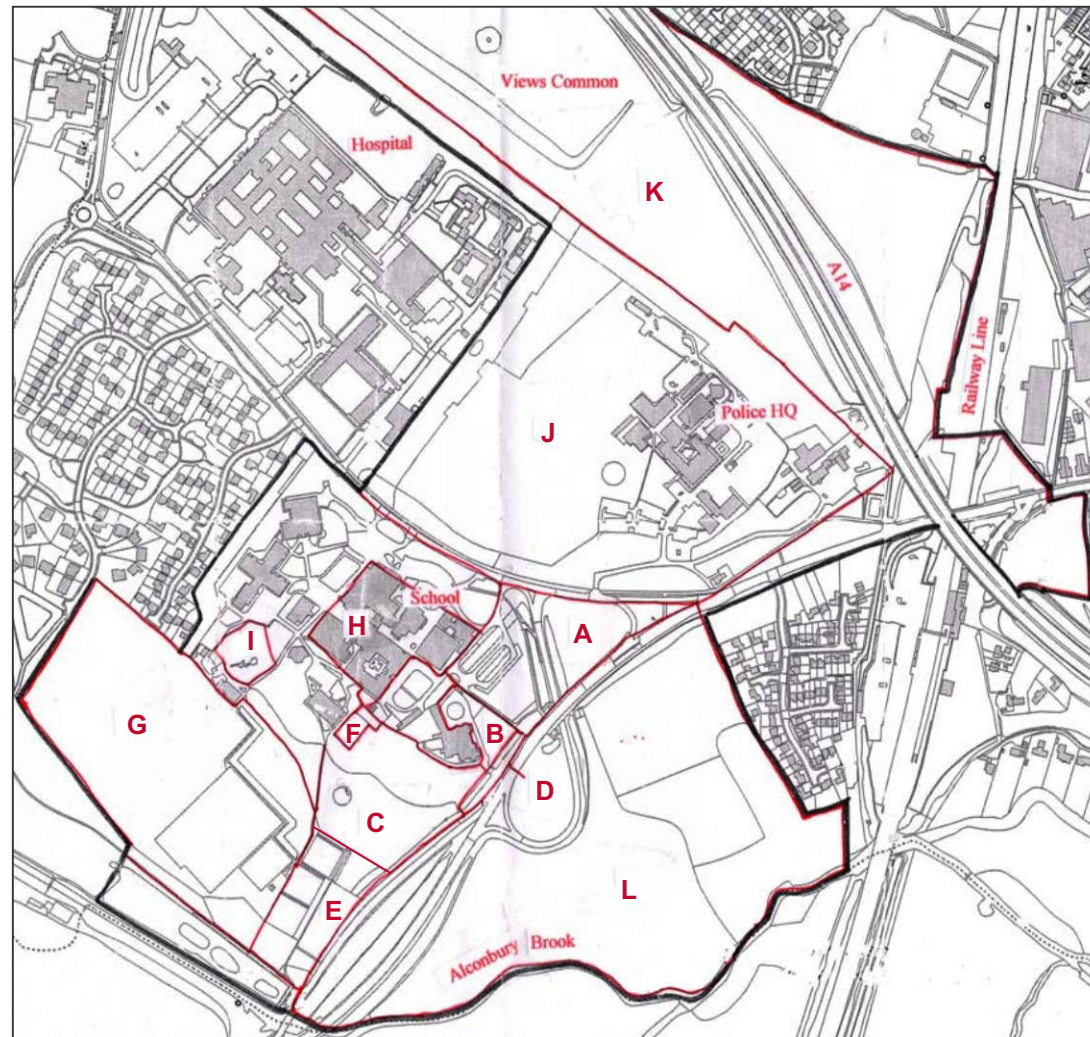 Views Common
Hospital
K
A14
Railway Line
J
Police HQ
School
A
H
I
G
B
F
D
C
L
E
Alconbury Brook